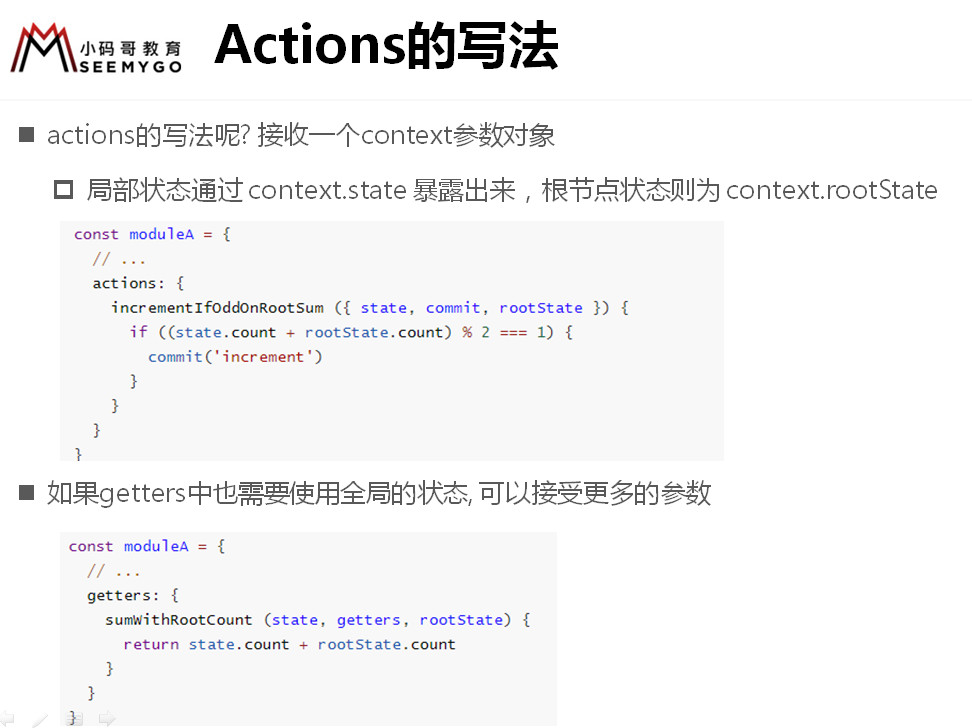 小码哥教育
SEEMYGO
Actions的写法
actions的写法呢? 接收一个context参数对象
局部状态通过 context.state 暴露出来，根节点状态则为 context.rootState
const moduleA = {
  // ...
  actions: {
    incrementIfOddOnRootSum ({ state, commit, rootState }) {
      if ((state.count + rootState.count) % 2 === 1) {
        commit('increment')
      }
    }
  }
}
如果getters中也需要使用全局的状态, 可以接受更多的参数
const moduleA = {
  // ...
  getters: {
    sumWithRootCount (state, getters, rootState) {
      return state.count + rootState.count
    }
  }
}